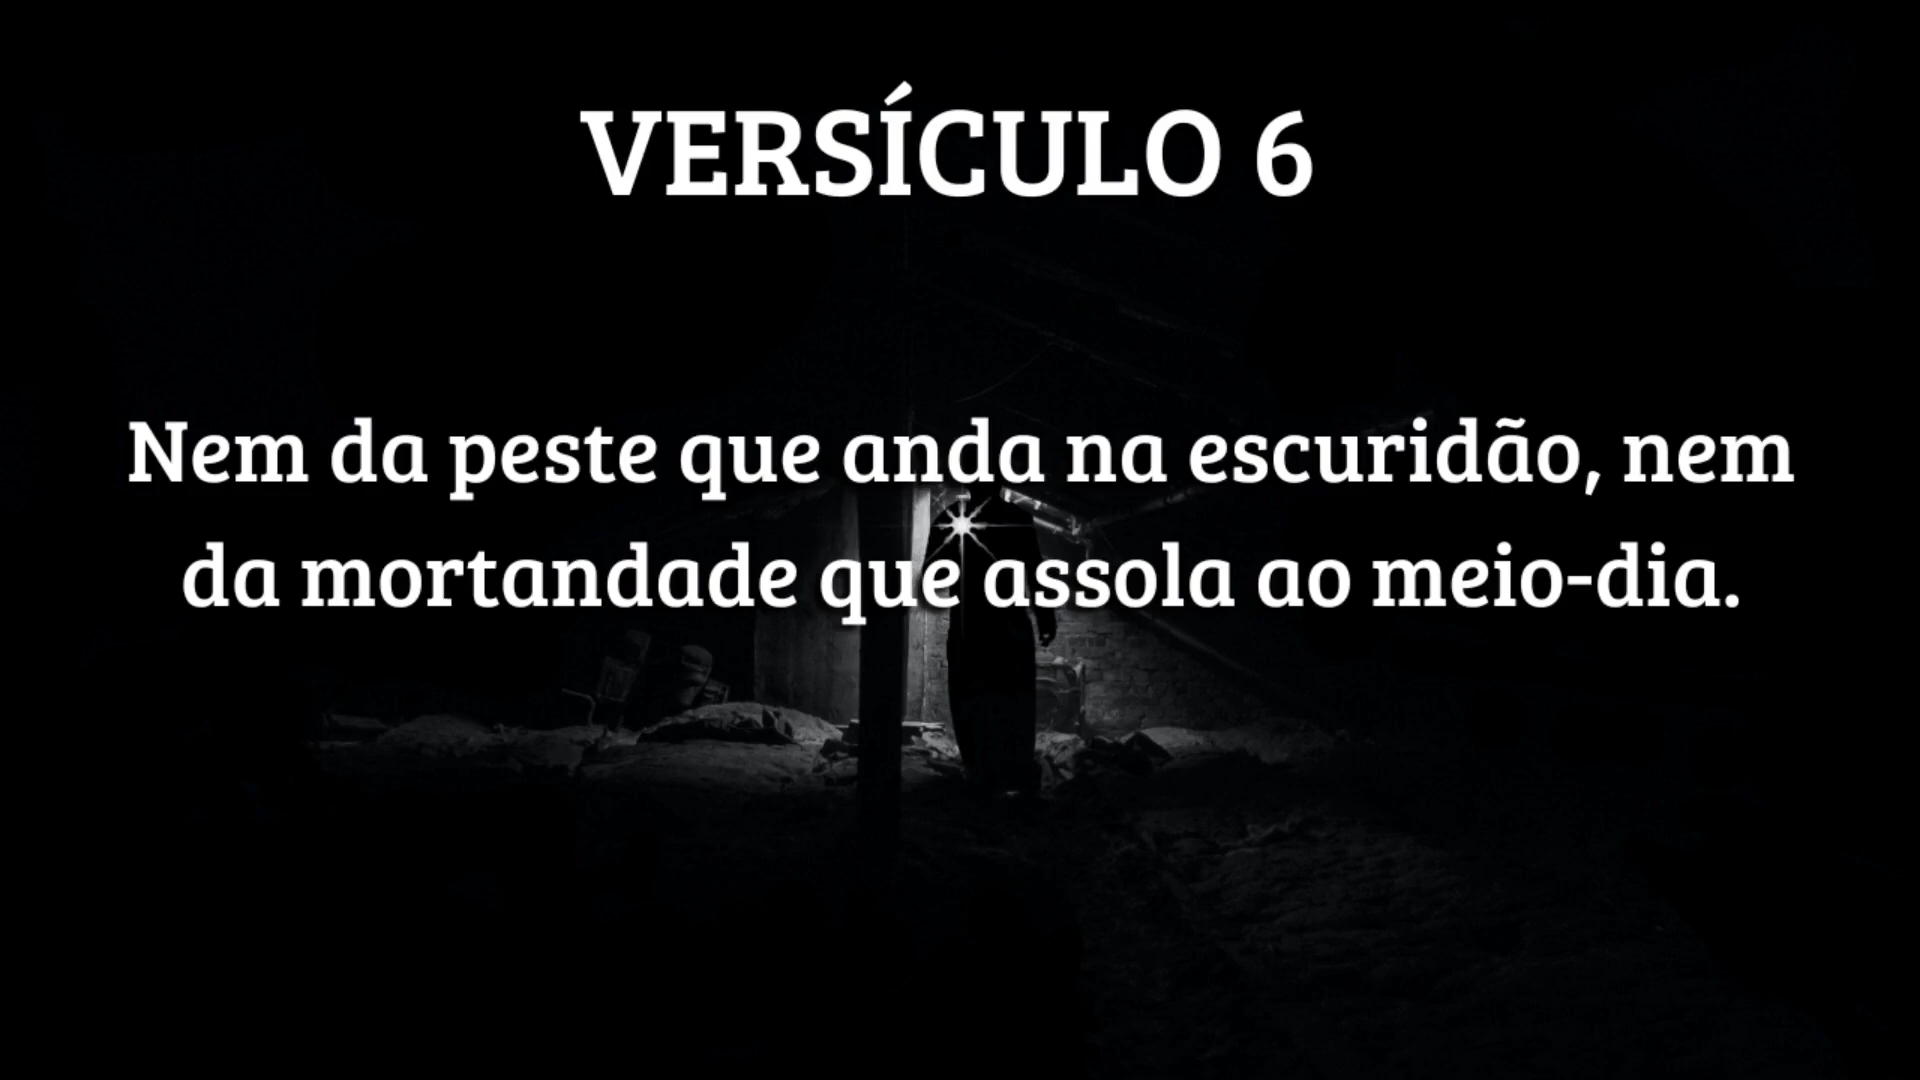 VERSÍCULO 6
Nem da peste que anda na escuridão, nem
da mortandade que assola ao meio-dia.